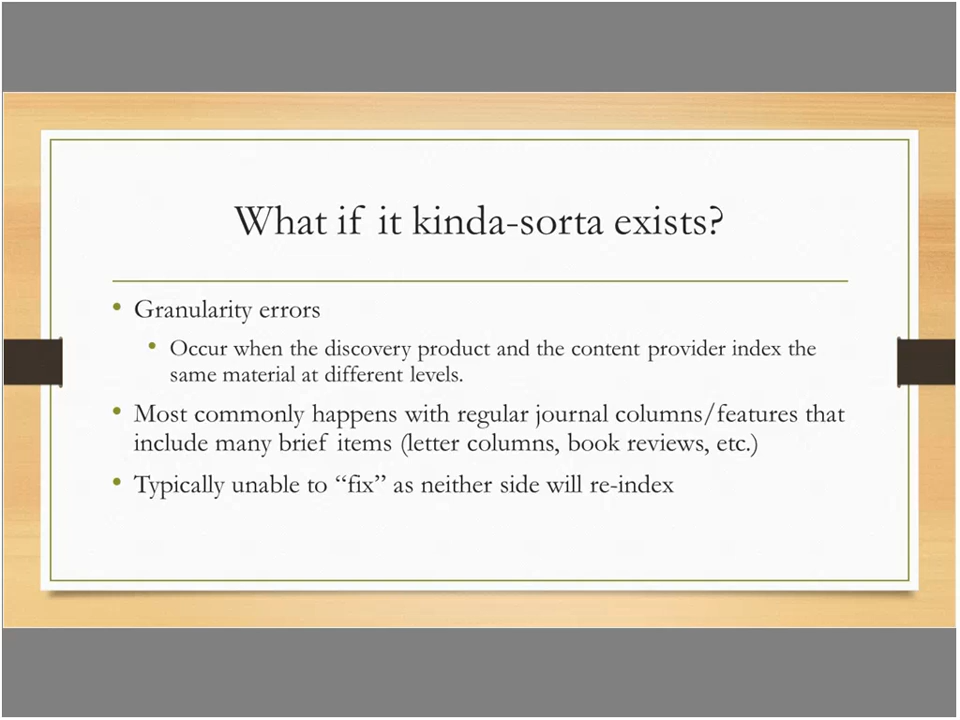 What if it kinda-sorta exists?
• Granularity errors
• Occur when the discovery product and the content provider index the
same material at different levels.
• Most commonly happens with regular journal columns/features that
include many brief items (letter columns, book reviews, etc.)
• Typically unable to “fix” as neither side will re-index